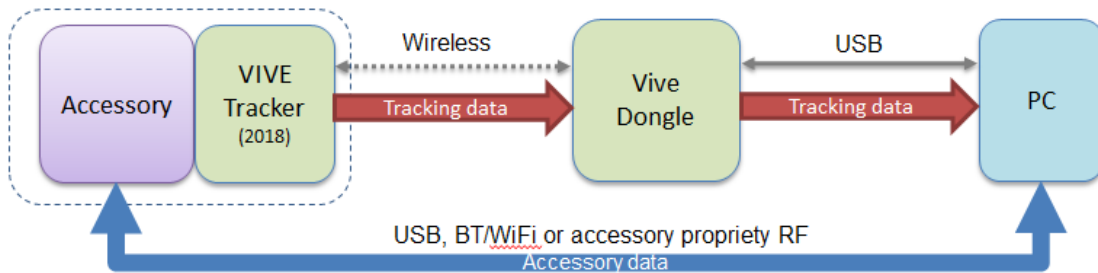 Wireless
USB
Accessory
VIVE
Tracker
(2018)
Tracking data
Vive
Dongle
Tracking data
PC
USB, BT/WiFi or accessory propriety RF
Accessory data